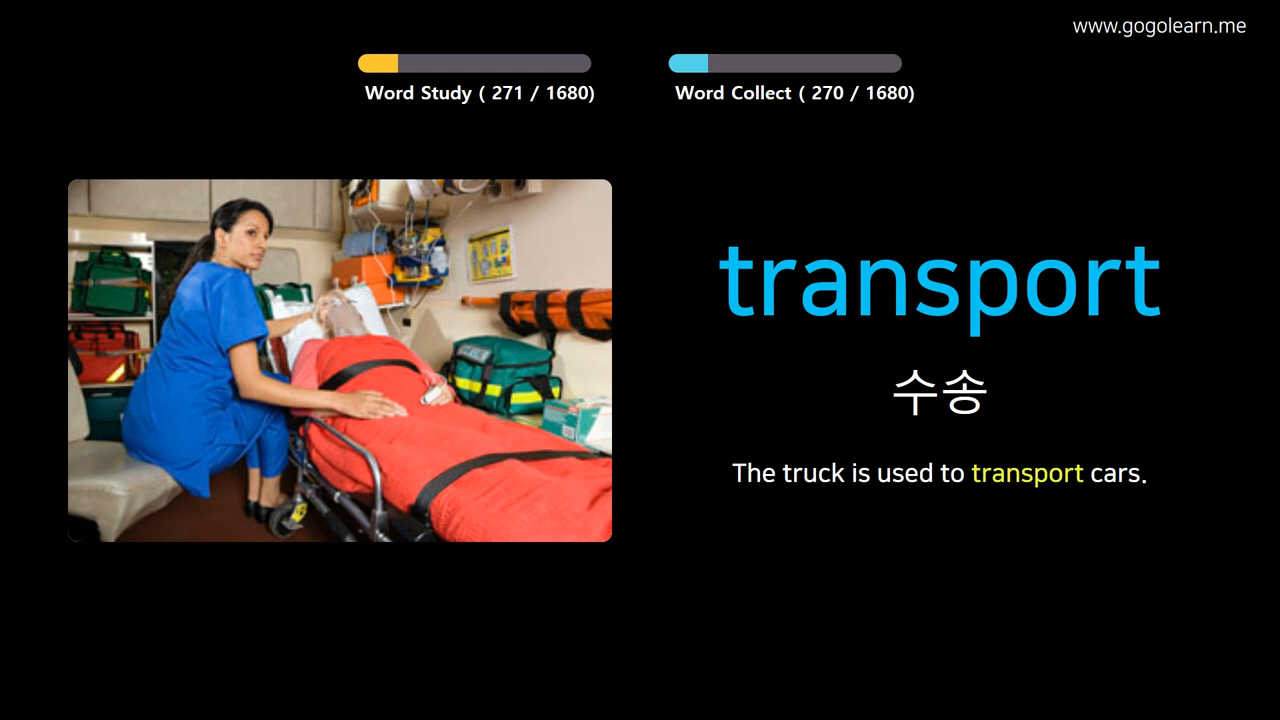 www.gogolearn.me
Word Study ( 271 / 1680)
Word Collect ( 270 / 1680)
transport
수송
The truck is used to transport cars.